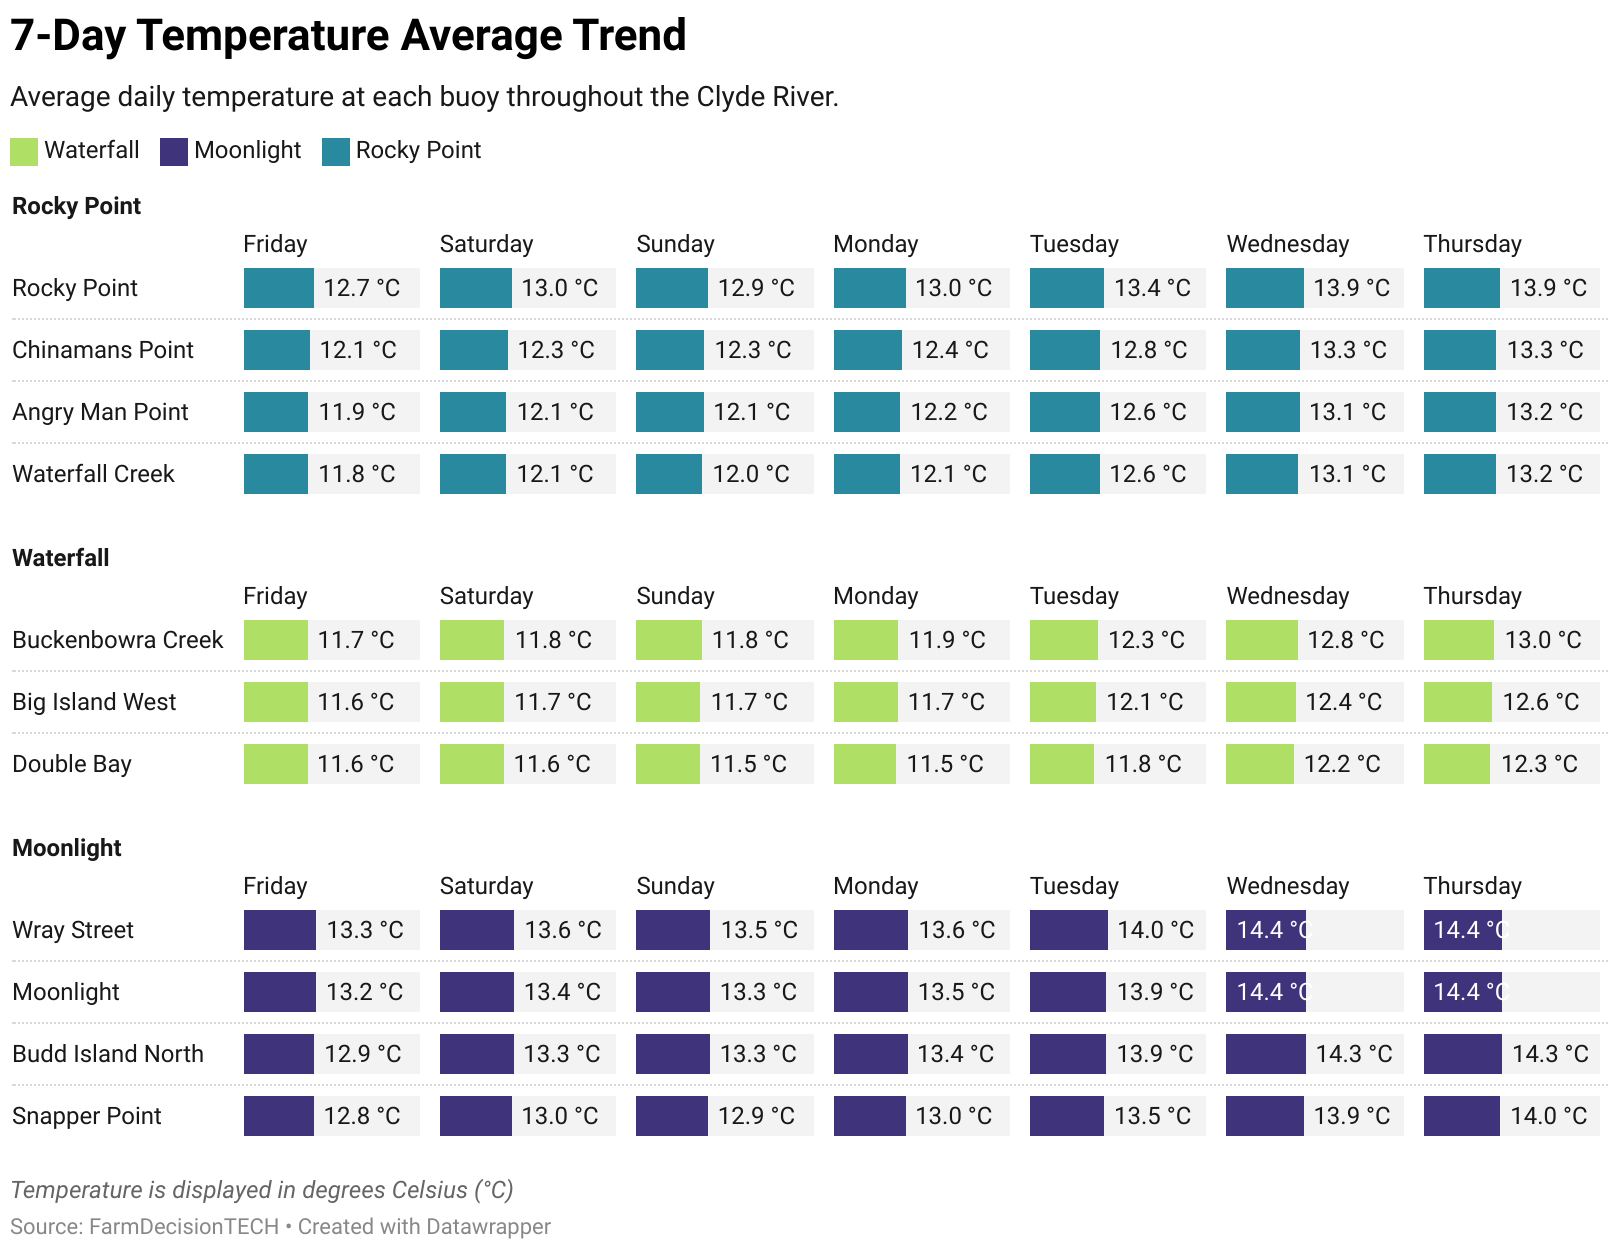 7-Day Temperature Average Trend
Average daily temperature at each buoy throughout the Clyde River.
Waterfall Moonlight Rocky Point
Rocky Point
Friday Saturday Sunday Monday Tuesday Wednesday Thursday
Rocky Point 12.7 °C 13.0 °C 12.9 °C 13.0 °C 13.4 °C 13.9 °C 13.9 °C
Chinamans Point 12.1 °C 12.3 °C 12.3 °C 12.4 °C 12.8 °C 13.3 °C 13.3 °C
Angry Man Point 11.9 °C 12.1 °C 12.1 °C 12.2 °C 12.6 °C 13.1 °C 13.2 °C
Waterfall Creek 11.8 °C 12.1 °C 12.0 °C 12.1 °C 12.6 °C 13.1 °C 13.2 °C
Waterfall
Friday Saturday Sunday Monday Tuesday Wednesday Thursday
Buckenbowra Creek 11.7 °C 11.8 °C 11.8 °C 11.9 °C 12.3 °C 12.8 °C 13.0 °C
Big Island West 11.6 °C 11.7 °C 11.7 °C 11.7 °C 12.1 °C 12.4 °C 12.6 °C
Double Bay 11.6 °C 11.6 °C 11.5 °C 11.5 °C 11.8 °C 12.2 °C 12.3 °C
Moonlight
Friday Saturday Sunday Monday Tuesday Wednesday Thursday
Wray Street 13.3 °C 13.6 °C 13.5 °C 13.6 °C 14.0 °C 14.4 °C 14.4 °C
Moonlight 13.2 °C 13.4 °C 13.3 °C 13.5 °C 13.9 °C 14.4 °C 14.4 °C
Budd Island North 12.9 °C 13.3 °C 13.3 °C 13.4 °C 13.9 °C 14.3 °C 14.3 °C
Snapper Point 12.8 °C 13.0 °C 12.9 °C 13.0 °C 13.5 °C 13.9 °C 14.0 °C
Temperature is displayed in degrees Celsius (°C)
Source: FarmDecisionTECH • Created with Datawrapper